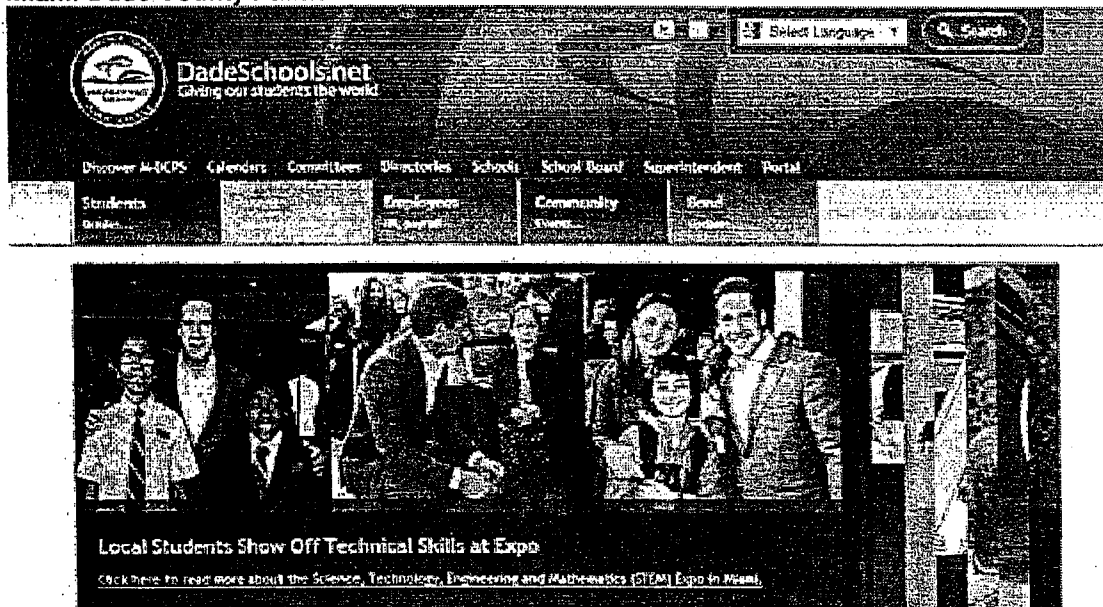 Select Language ▼ Search
DadeSchools.net
Giving our students the world
Discover M-DCPS Calendars Committees Directories Schools School Board Superintendent Portal
Students Employees Community Bond
Local Students Show Off Technical Skills at Expo
Click here to read more about the Science, Technology, Engineering and Mathematics (STEM) Expo in Miami.